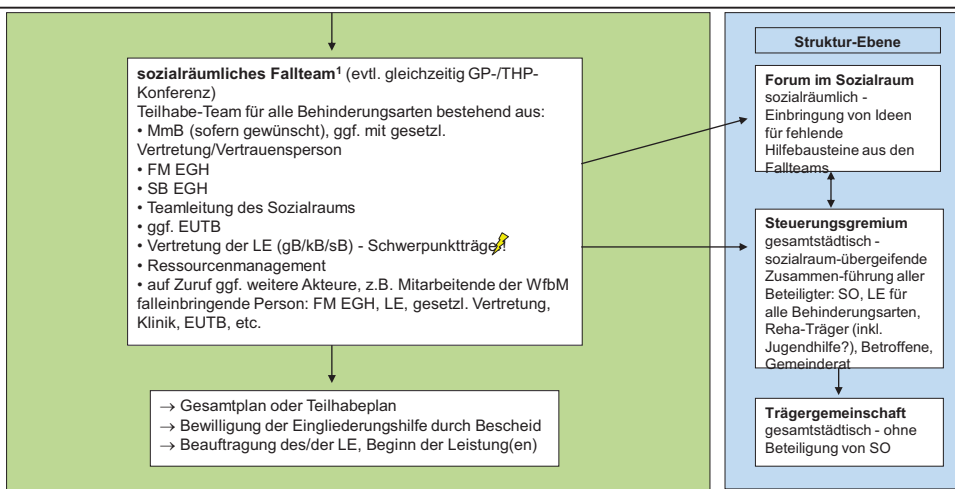 sozialräumliches Fallteam¹ (evtl. gleichzeitig GP-/THP-
Konferenz)
Teilhabe-Team für alle Behinderungsarten bestehend aus:
• MmB (sofern gewünscht), ggf. mit gesetzl.
Vertretung/Vertrauensperson
• FM EGH
• SB EGH
• Teamleitung des Sozialraums
• ggf. EUTB
• Vertretung der LE (gB/kB/sB) - Schwerpunktträger!
• Ressourcenmanagement
• auf Zuruf ggf. weitere Akteure, z.B. Mitarbeitende der WfbM
falleinbringende Person: FM EGH, LE, gesetzl. Vertretung,
Klinik, EUTB, etc.
→ Gesamtplan oder Teilhabeplan
→ Bewilligung der Eingliederungshilfe durch Bescheid
→ Beauftragung des/der LE, Beginn der Leistung(en)
Struktur-Ebene
Forum im Sozialraum
sozialräumlich -
Einbringung von Ideen
für fehlende
Hilfebausteine aus den
Fallteams
Steuerungsgremium
gesamtstädtisch -
sozialraum-übergeifende
Zusammen-führung aller
Beteiligter: SO, LE für
alle Behinderungsarten,
Reha-Träger (inkl.
Jugendhilfe?), Betroffene,
Gemeinderat
Trägergemeinschaft
gesamtstädtisch - ohne
Beteiligung von SO